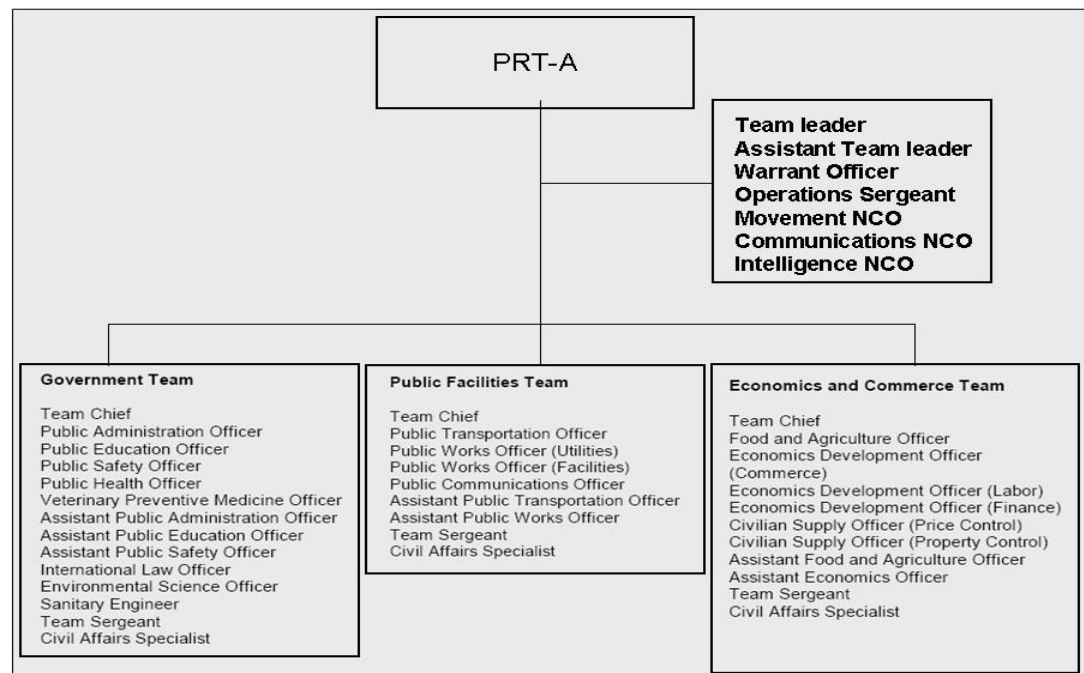 PRT-A
Team leader
Assistant Team leader
Warrant Officer
Operations Sergeant
Movement NCO
Communications NCO
Intelligence NCO
Government Team
Team Chief
Public Administration Officer
Public Education Officer
Public Safety Officer
Public Health Officer
Veterinary Preventive Medicine Officer
Assistant Public Administration Officer
Assistant Public Education Officer
Assistant Public Safety Officer
International Law Officer
Environmental Science Officer
Sanitary Engineer
Team Sergeant
Civil Affairs Specialist
Public Facilities Team
Team Chief
Public Transportation Officer
Public Works Officer (Utilities)
Public Works Officer (Facilities)
Public Communications Officer
Assistant Public Transportation Officer
Assistant Public Works Officer
Team Sergeant
Civil Affairs Specialist
Economics and Commerce Team
Team Chief
Food and Agriculture Officer
Economics Development Officer
(Commerce)
Economics Development Officer (Labor)
Economics Development Officer (Finance)
Civilian Supply Officer (Price Control)
Civilian Supply Officer (Property Control)
Assistant Food and Agriculture Officer
Assistant Economics Officer
Team Sergeant
Civil Affairs Specialist